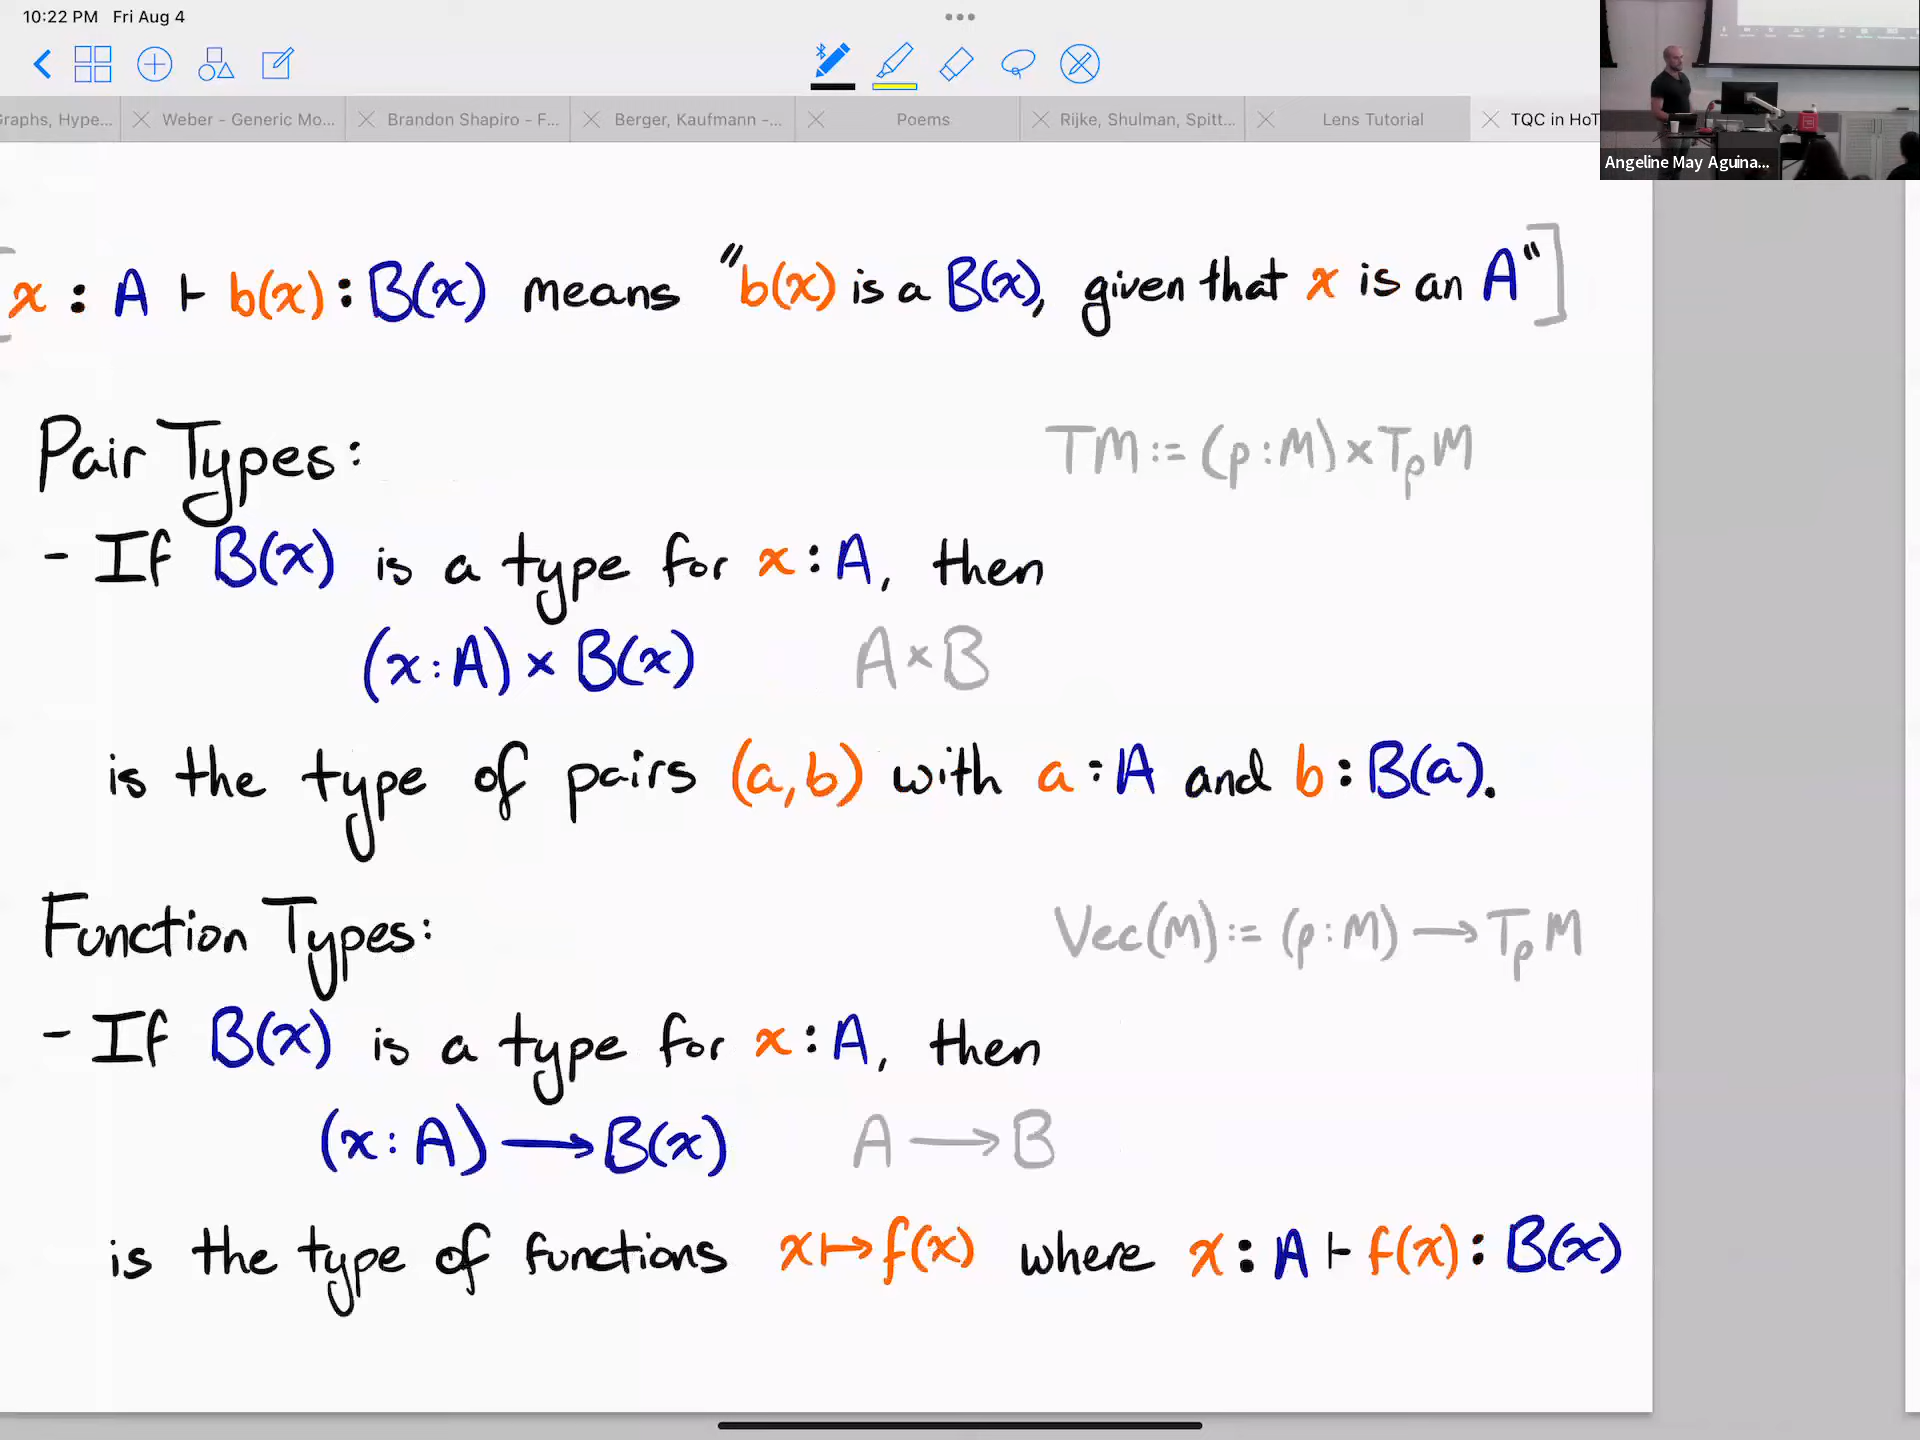 10:22 PM Fri Aug 4
Graphs, Hype... Weber - Generic Mo... Brandon Shapiro - F... Berger, Kaufmann -... Poems Rijke, Shulman, Spitt... Lens Tutorial TQC in HoT
Angeline May Aguina...
x : A ⊢ b(x) : B(x) means "b(x) is a B(x), given that x is an A"]
Pair Types: TM := (p : M) × TₚM
- If B(x) is a type for x : A, then
(x : A) × B(x) A × B
is the type of pairs (a, b) with a : A and b : B(a).
Function Types: Vec(M) := (p : M) ⟶ TₚM
- If B(x) is a type for x : A, then
(x : A) ⟶ B(x) A ⟶ B
is the type of functions x ↦ f(x) where x : A ⊢ f(x) : B(x)